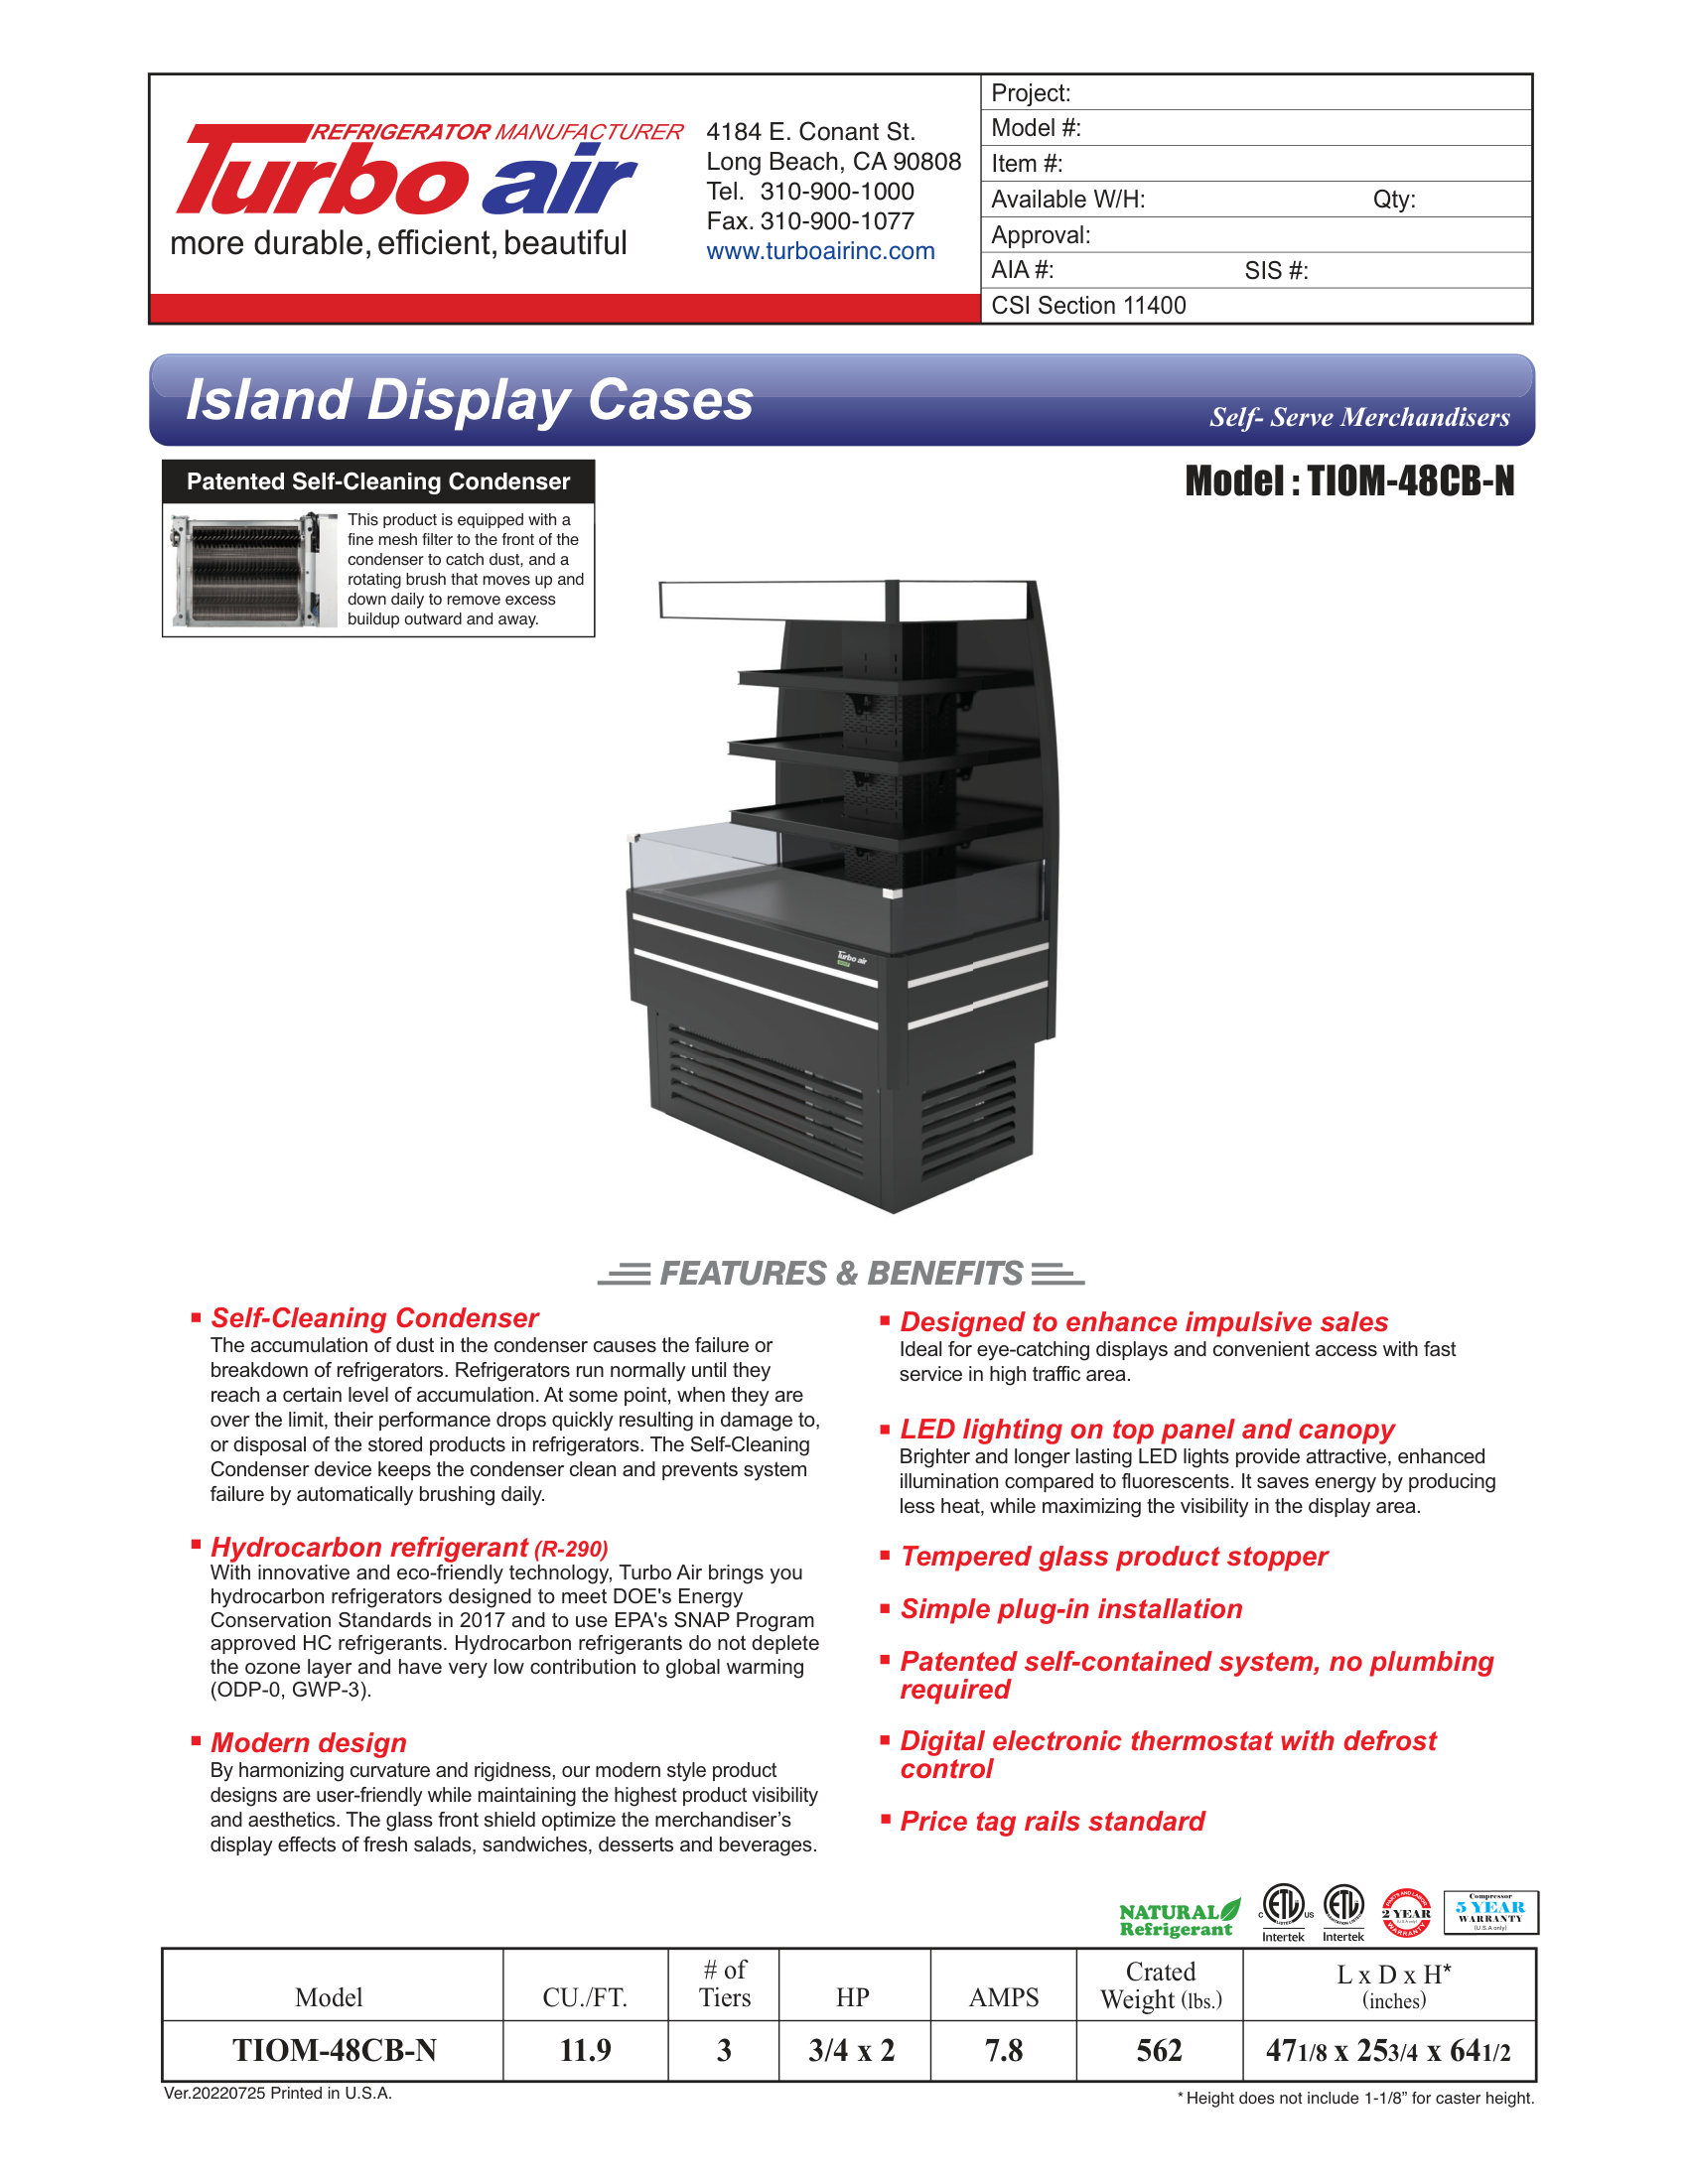 REFRIGERATOR MANUFACTURER
Turbo air
more durable, efficient, beautiful
4184 E. Conant St.
Long Beach, CA 90808
Tel. 310-900-1000
Fax. 310-900-1077
www.turboairinc.com
Project:
Model #:
Item #:
Available W/H: Qty:
Approval:
AIA #: SIS #:
CSI Section 11400
Island Display Cases
Self- Serve Merchandisers
Patented Self-Cleaning Condenser
This product is equipped with a
fine mesh filter to the front of the
condenser to catch dust, and a
rotating brush that moves up and
down daily to remove excess
buildup outward and away.
Model : TIOM-48CB-N
Turbo air
FEATURES & BENEFITS
▪ Self-Cleaning Condenser
The accumulation of dust in the condenser causes the failure or
breakdown of refrigerators. Refrigerators run normally until they
reach a certain level of accumulation. At some point, when they are
over the limit, their performance drops quickly resulting in damage to,
or disposal of the stored products in refrigerators. The Self-Cleaning
Condenser device keeps the condenser clean and prevents system
failure by automatically brushing daily.
▪ Hydrocarbon refrigerant (R-290)
With innovative and eco-friendly technology, Turbo Air brings you
hydrocarbon refrigerators designed to meet DOE's Energy
Conservation Standards in 2017 and to use EPA's SNAP Program
approved HC refrigerants. Hydrocarbon refrigerants do not deplete
the ozone layer and have very low contribution to global warming
(ODP-0, GWP-3).
▪ Modern design
By harmonizing curvature and rigidness, our modern style product
designs are user-friendly while maintaining the highest product visibility
and aesthetics. The glass front shield optimize the merchandiser’s
display effects of fresh salads, sandwiches, desserts and beverages.
▪ Designed to enhance impulsive sales
Ideal for eye-catching displays and convenient access with fast
service in high traffic area.
▪ LED lighting on top panel and canopy
Brighter and longer lasting LED lights provide attractive, enhanced
illumination compared to fluorescents. It saves energy by producing
less heat, while maximizing the visibility in the display area.
▪ Tempered glass product stopper
▪ Simple plug-in installation
▪ Patented self-contained system, no plumbing
required
▪ Digital electronic thermostat with defrost
control
▪ Price tag rails standard
NATURAL
Refrigerant
C ETL US
LISTED
Intertek
ETL
Intertek
PARTS AND LABOR
2 YEAR
(U.S.A only)
WARRANTY
Compressor
5 YEAR
WARRANTY
(U.S.A only)
Model CU./FT. # of Tiers HP AMPS Crated Weight (lbs.) L x D x H* (inches)
TIOM-48CB-N 11.9 3 3/4 x 2 7.8 562 471/8 x 253/4 x 641/2
Ver.20220725 Printed in U.S.A.
* Height does not include 1-1/8” for caster height.